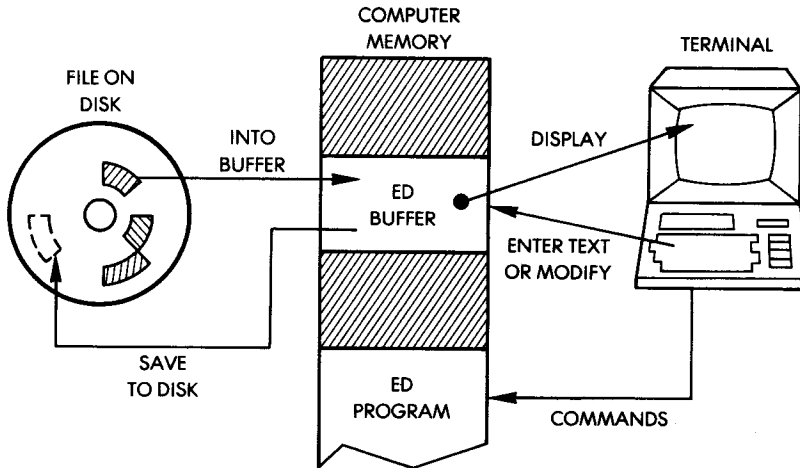 COMPUTER
MEMORY
TERMINAL
FILE ON
DISK
INTO
BUFFER
DISPLAY
ED
BUFFER
ENTER TEXT
OR MODIFY
SAVE
TO DISK
ED
PROGRAM
COMMANDS